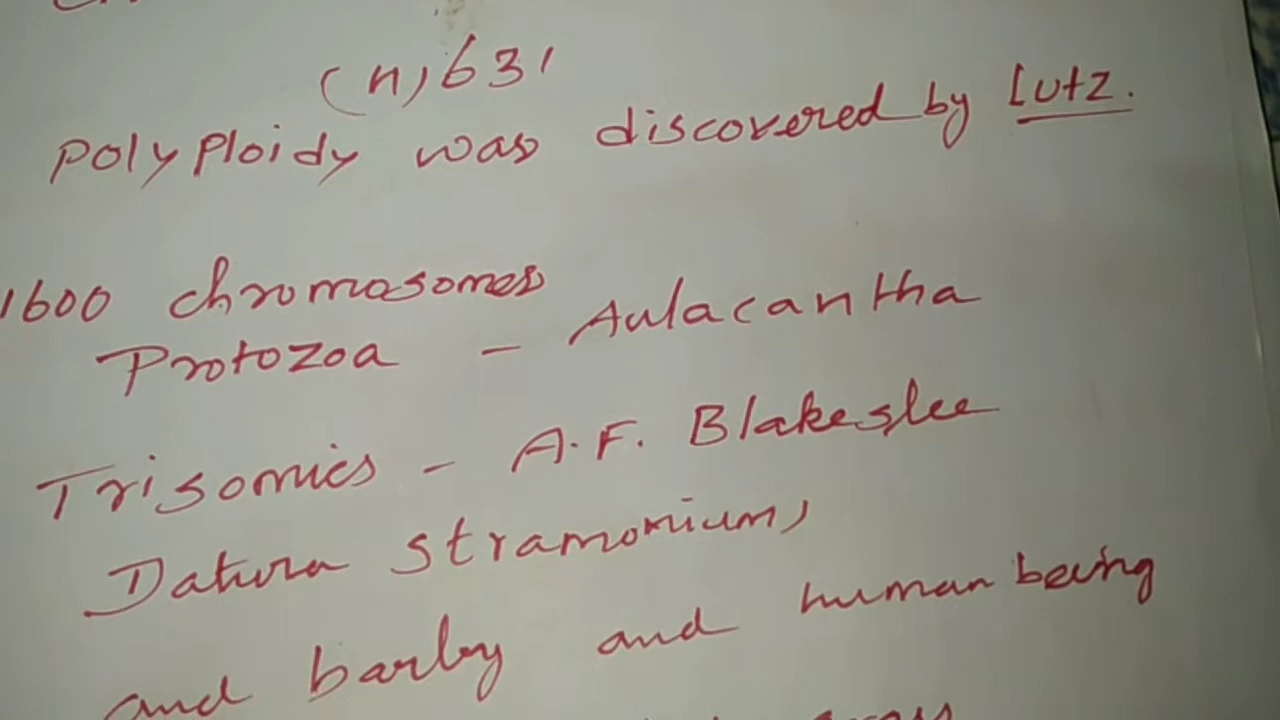 (n) 631
Polyploidy was discovered by Lutz.
1600 chromosomes
Protozoa - Aulacantha
Trisomics - A.F. Blakeslee
Datura stramonium,
and barley and human being